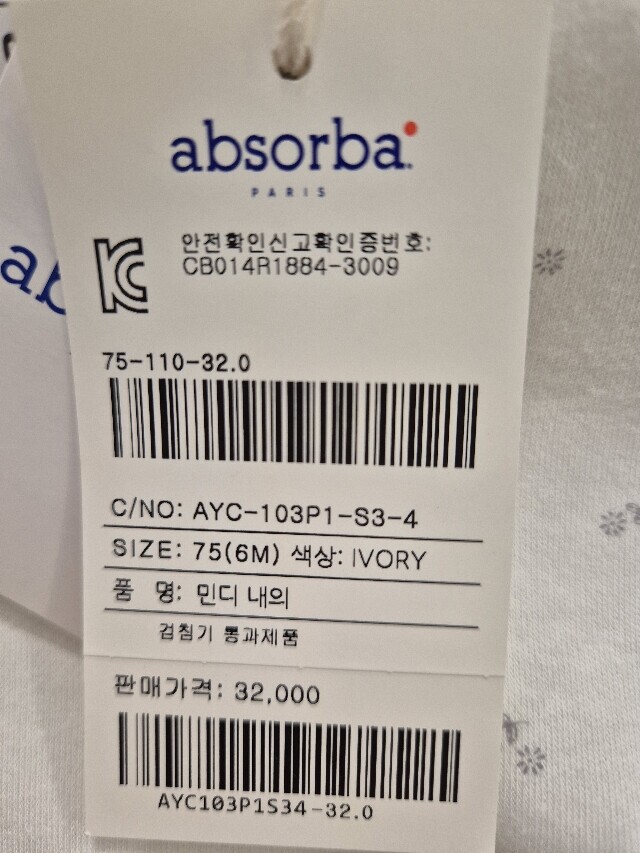 absorba
PARIS
안전확인신고확인증번호:
CB014R1884-3009
ab
75-110-32.0
C/NO: AYC-103P1-S3-4
SIZE: 75(6M) 색상: IVORY
품 명: 민디 내의
검침기 통과제품
판매가격: 32,000
AYC103P1S34-32.0